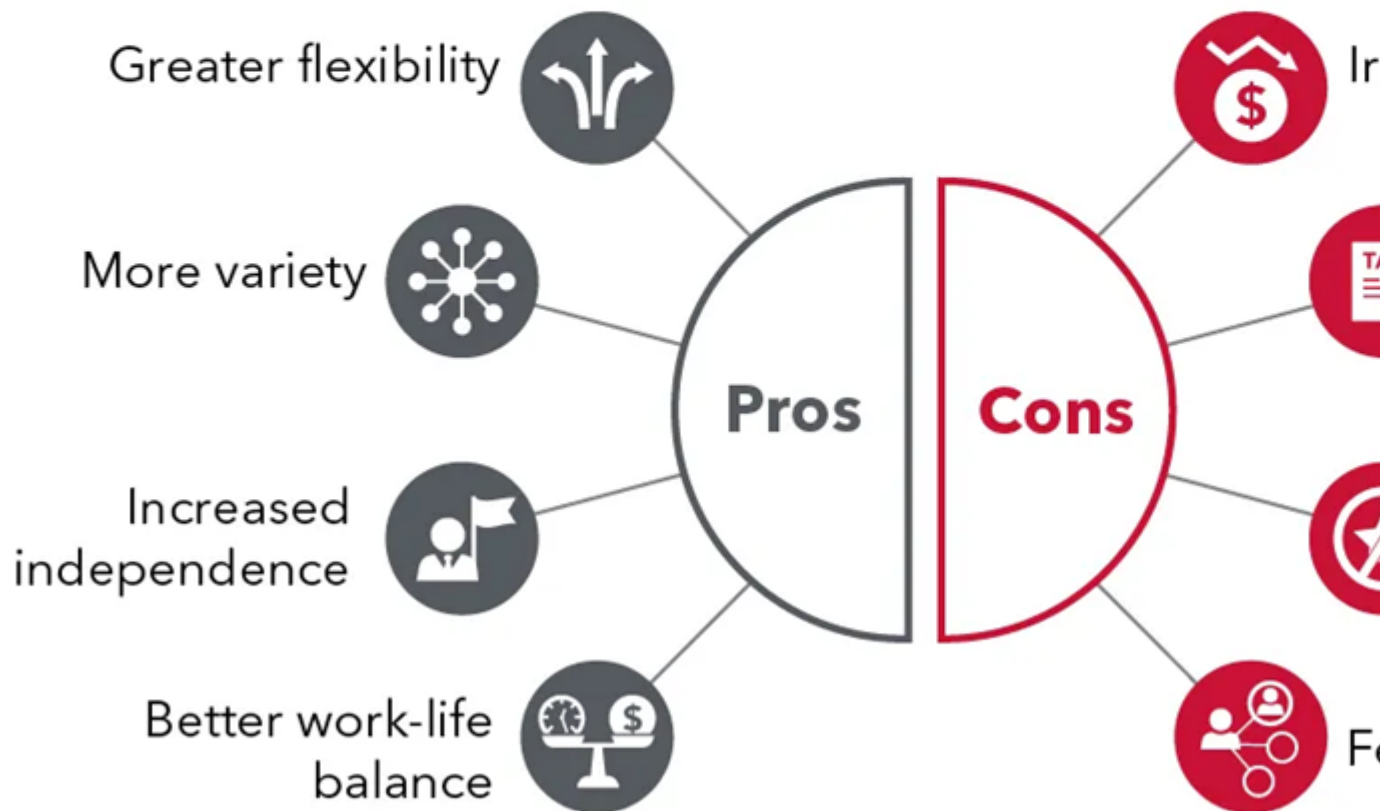 Greater flexibility
More variety
Increased
independence
Better work-life
balance
Pros
Cons
$
$